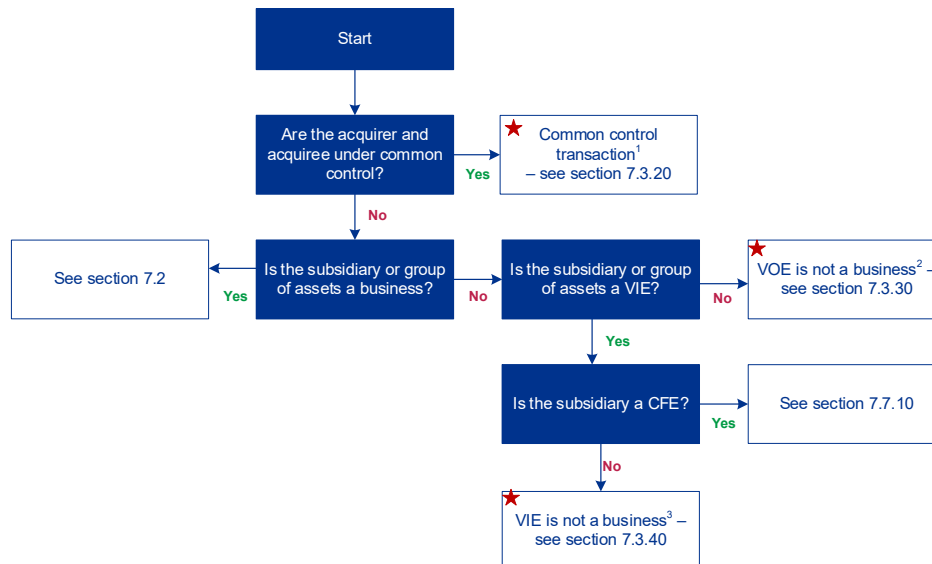 Start
Are the acquirer and
acquiree under common
control?
Yes
Common control
transaction¹
– see section 7.3.20
No
See section 7.2
Yes
Is the subsidiary or group
of assets a business?
No
Is the subsidiary or group
of assets a VIE?
No
VOE is not a business² –
see section 7.3.30
Yes
Is the subsidiary a CFE?
Yes
See section 7.7.10
No
VIE is not a business³ –
see section 7.3.40